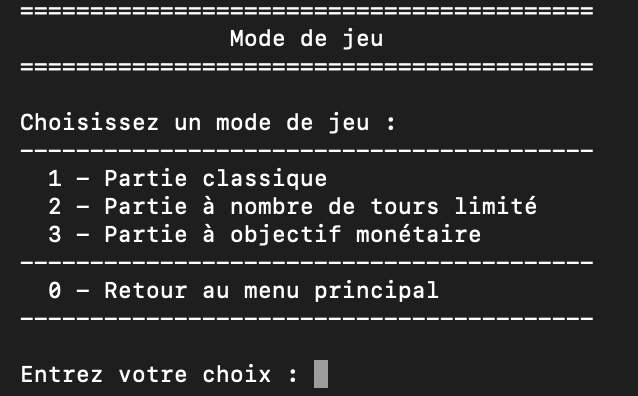 =========================================
Mode de jeu
=========================================
Choisissez un mode de jeu :
-----------------------------------------
1 - Partie classique
2 - Partie à nombre de tours limité
3 - Partie à objectif monétaire
-----------------------------------------
0 - Retour au menu principal
-----------------------------------------
Entrez votre choix :